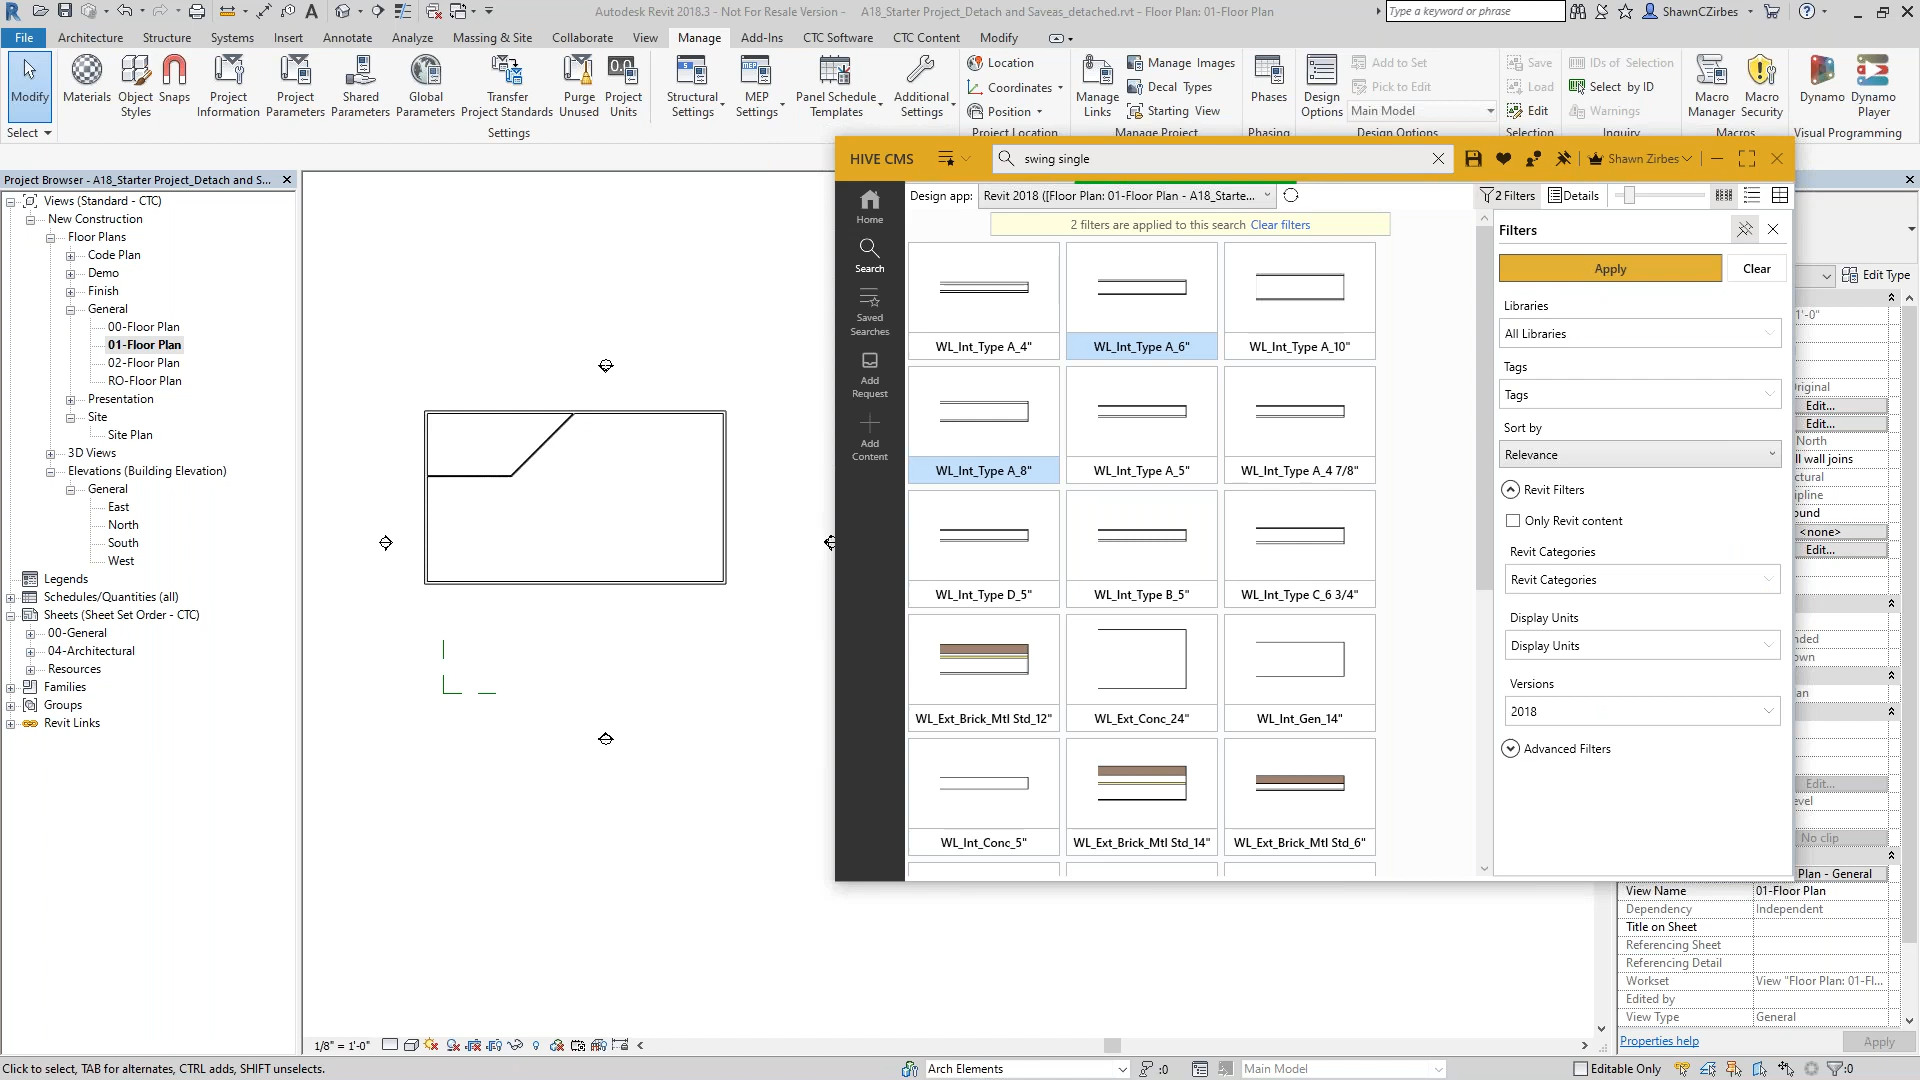 Autodesk Revit 2018.3 - Not For Resale Version - A18_Starter Project_Detach and Saveas_detached.rvt - Floor Plan: 01-Floor Plan
Type a keyword or phrase
ShawnCZirbes
File Architecture Structure Systems Insert Annotate Analyze Massing & Site Collaborate View Manage Add-Ins CTC Software CTC Content Modify
Modify
Materials
Object Styles
Snaps
Project Information
Project Parameters
Shared Parameters
Global Parameters
Transfer Project Standards
Purge Unused
Project Units
Structural Settings
MEP Settings
Panel Schedule Templates
Additional Settings
Location
Coordinates
Position
Manage Links
Manage Images
Decal Types
Starting View
Phases
Design Options
Add to Set
Pick to Edit
Main Model
Save
Load
Edit
IDs of Selection
Select by ID
Warnings
Macro Manager
Macro Security
Dynamo
Dynamo Player
Select
Settings
Project Location
Manage Project
Phasing
Design Options
Selection
Inquiry
Macros
Visual Programming
Project Browser - A18_Starter Project_Detach and S...
Views (Standard - CTC)
New Construction
Floor Plans
Code Plan
Demo
Finish
General
00-Floor Plan
01-Floor Plan
02-Floor Plan
RO-Floor Plan
Presentation
Site
Site Plan
3D Views
Elevations (Building Elevation)
General
East
North
South
West
Legends
Schedules/Quantities (all)
Sheets (Sheet Set Order - CTC)
00-General
04-Architectural
Resources
Families
Groups
Revit Links
HIVE CMS
swing single
Shawn Zirbes
Design app: Revit 2018 ([Floor Plan: 01-Floor Plan - A18_Starte...
2 Filters
Details
2 filters are applied to this search Clear filters
Home
Search
Saved Searches
Add Request
Add Content
WL_Int_Type A_4"
WL_Int_Type A_6"
WL_Int_Type A_10"
WL_Int_Type A_8"
WL_Int_Type A_5"
WL_Int_Type A_4 7/8"
WL_Int_Type D_5"
WL_Int_Type B_5"
WL_Int_Type C_6 3/4"
WL_Ext_Brick_Mtl Std_12"
WL_Ext_Conc_24"
WL_Int_Gen_14"
WL_Int_Conc_5"
WL_Ext_Brick_Mtl Std_14"
WL_Ext_Brick_Mtl Std_6"
Filters
Apply
Clear
Libraries
All Libraries
Tags
Tags
Sort by
Relevance
Revit Filters
Only Revit content
Revit Categories
Revit Categories
Display Units
Display Units
Versions
2018
Advanced Filters
Edit Type
1'-0"
Edit...
Edit...
North
ll wall joins
<none>
Edit...
Edit...
No clip
Plan - General
View Name 01-Floor Plan
Dependency Independent
Title on Sheet
Referencing Sheet
Referencing Detail
Workset View "Floor Plan: 01-Fl...
Edited by
View Type General
Properties help
Apply
1/8" = 1'-0"
Click to select, TAB for alternates, CTRL adds, SHIFT unselects.
Arch Elements
:0
Main Model
Editable Only
:0